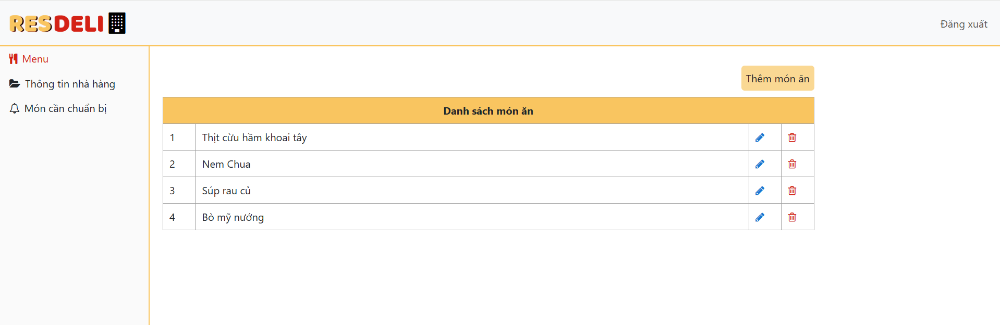 RESDELI
Đăng xuất
Menu
Thông tin nhà hàng
Món cần chuẩn bị
Thêm món ăn
Danh sách món ăn
1 Thịt cừu hầm khoai tây
2 Nem Chua
3 Súp rau củ
4 Bò mỹ nướng